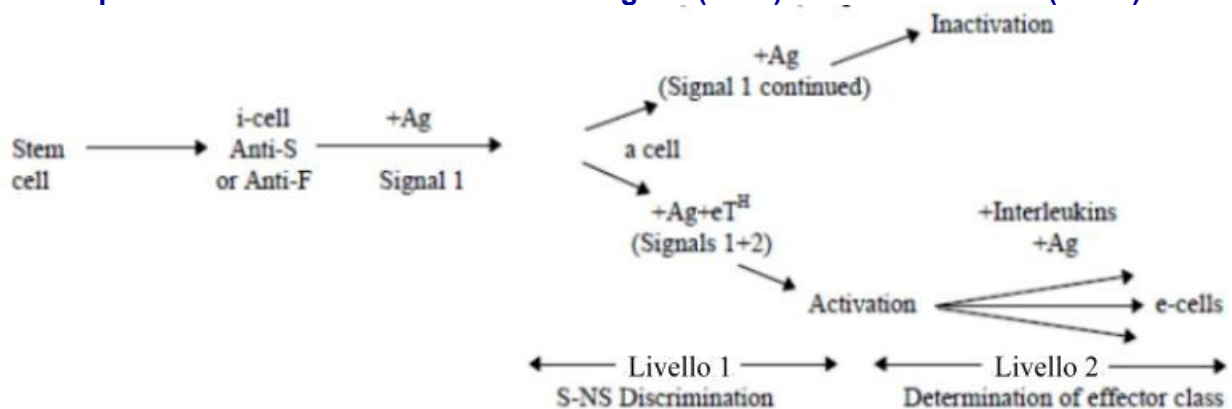 Inactivation
+Ag
(Signal 1 continued)
i-cell
+Ag
Stem
Anti-S
a cell
cell
or Anti-F
Signal 1
+Ag+eTᴴ
+Interleukins
(Signals 1+2)
+Ag
Activation
e-cells
Livello 1
Livello 2
S-NS Discrimination
Determination of effector class